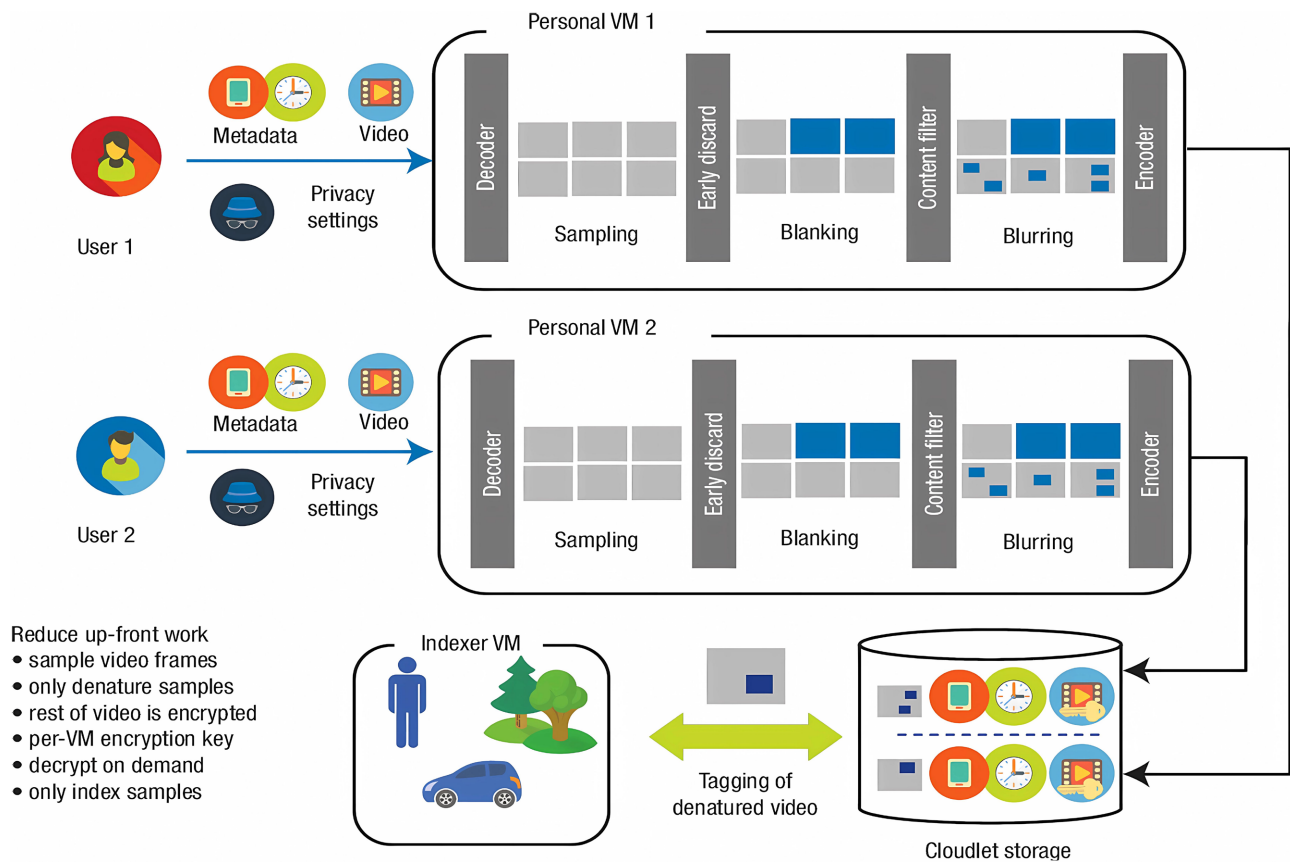 Personal VM 1
Metadata
Video
Privacy
settings
User 1
Decoder
Sampling
Early discard
Blanking
Content filter
Blurring
Encoder
Personal VM 2
Metadata
Video
Privacy
settings
User 2
Decoder
Sampling
Early discard
Blanking
Content filter
Blurring
Encoder
Reduce up-front work
• sample video frames
• only denature samples
• rest of video is encrypted
• per-VM encryption key
• decrypt on demand
• only index samples
Indexer VM
Tagging of
denatured video
Cloudlet storage